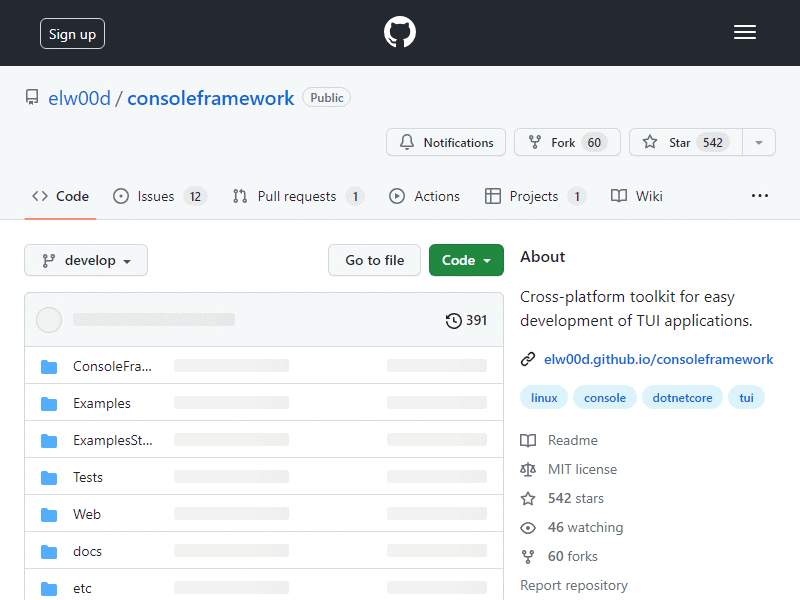 Sign up
elw00d / consoleframework Public
Notifications Fork 60 Star 542
Code Issues 12 Pull requests 1 Actions Projects 1 Wiki
develop Go to file Code
391
ConsoleFra...
Examples
ExamplesSt...
Tests
Web
docs
etc
About
Cross-platform toolkit for easy
development of TUI applications.
elw00d.github.io/consoleframework
linux console dotnetcore tui
Readme
MIT license
542 stars
46 watching
60 forks
Report repository